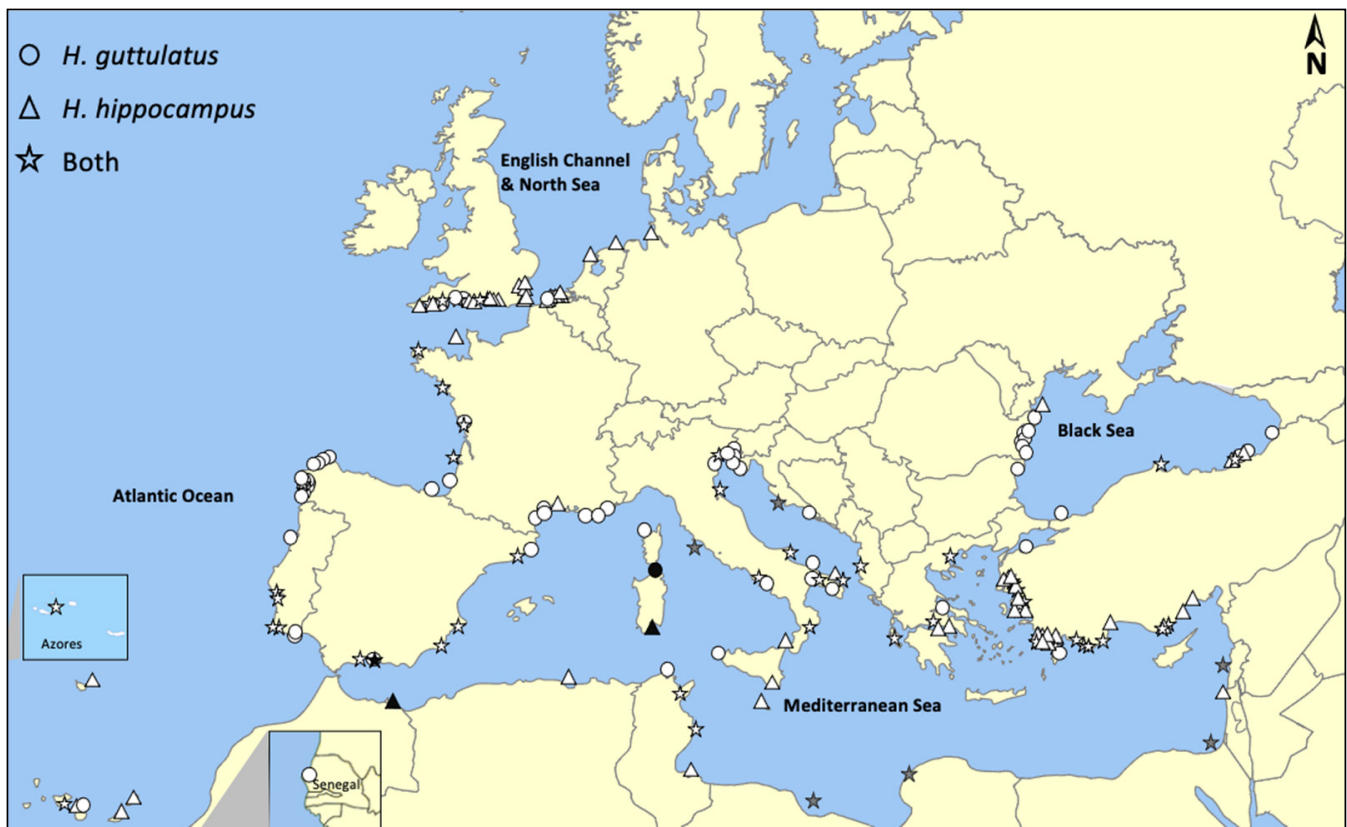 H. guttulatus
H. hippocampus
Both
N
English Channel
& North Sea
Black Sea
Atlantic Ocean
Azores
Mediterranean Sea
Senegal